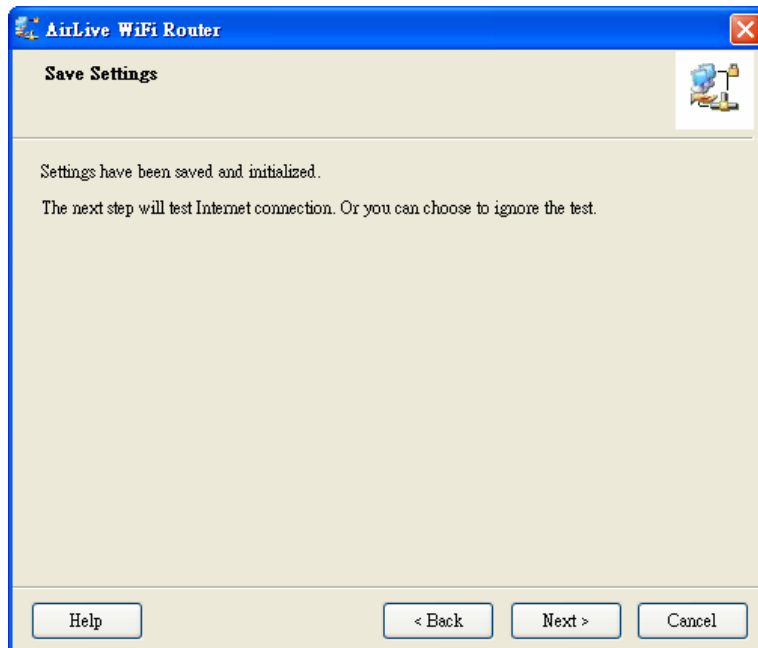 AirLive WiFi Router
Save Settings
Settings have been saved and initialized.
The next step will test Internet connection. Or you can choose to ignore the test.
Help
< Back
Next >
Cancel